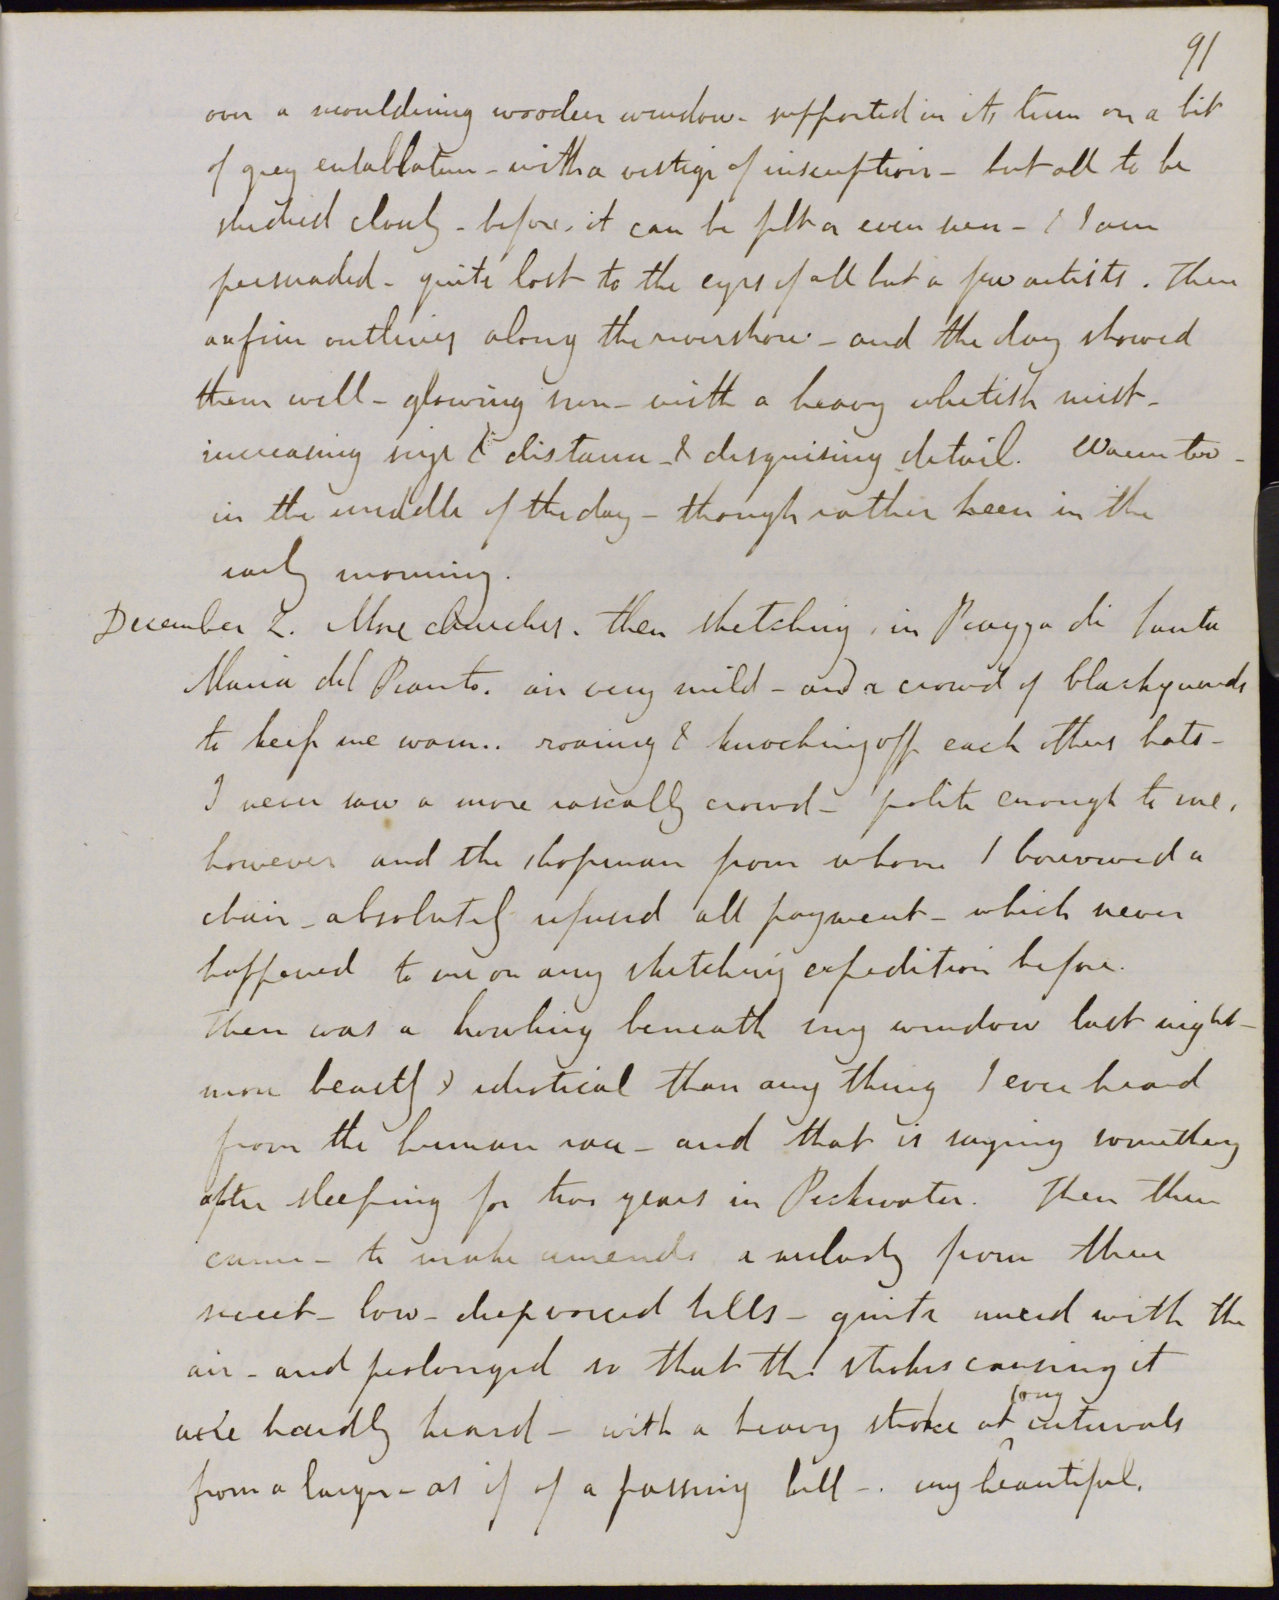 91
over a mouldering wooden window - supported in its turn on a bit
of grey entablature - with a vestige of inscription - but all to be
studied closely - before it can be felt or even seen - & I am
persuaded - quite lost to the eyes of all but a few artists. There
are fine outlines along the river shore - and the day showed
them well - glowing sun - with a heavy whitish mist -
increasing size & distance - & disguising detail. Warm too -
in the middle of the day - though rather keen in the
early morning.
December 2. More churches. then sketching in Piazza di Santa
Maria del Pianto. air very mild - and a crowd of blackguards
to keep me warm.. roaring & knocking off each others hats -
I never saw a more rascally crowd - polite enough to me,
however and the shopman from whom I borrowed a
chair - absolutely refused all payment - which never
happened to me on any sketching expedition before.
There was a howling beneath my window last night -
more beastly & idiotical than any thing I ever heard
from the human race - and that is saying something
after sleeping for two years in Peckwater. Then there
came - to make amends a melody from three
sweet - low - deep voiced bells - quite mixed with the
air - and prolonged so that the strokes causing it
were hardly heard - with a heavy stroke at long intervals
from a larger - as if of a passing bell -. very beautiful.